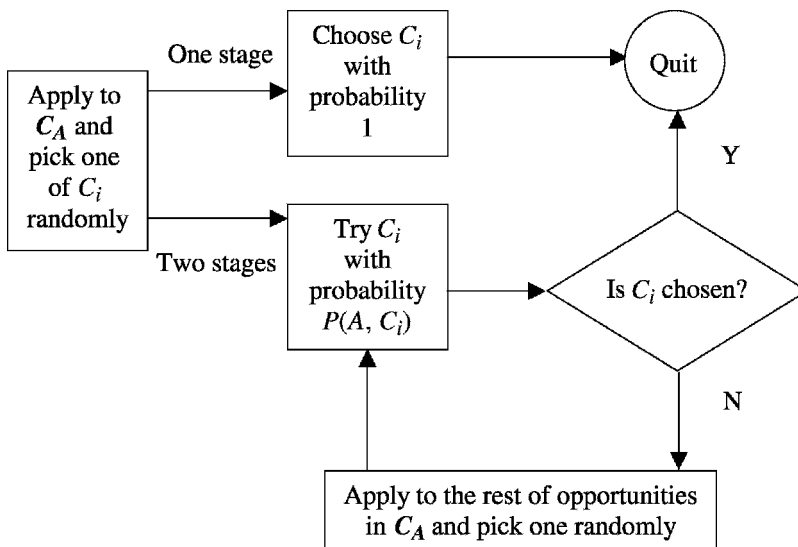 One stage
Choose C_i
with
probability
1
Quit
Apply to
C_A and
pick one
of C_i
randomly
Y
Two stages
Try C_i
with
probability
P(A, C_i)
Is C_i chosen?
N
Apply to the rest of opportunities
in C_A and pick one randomly